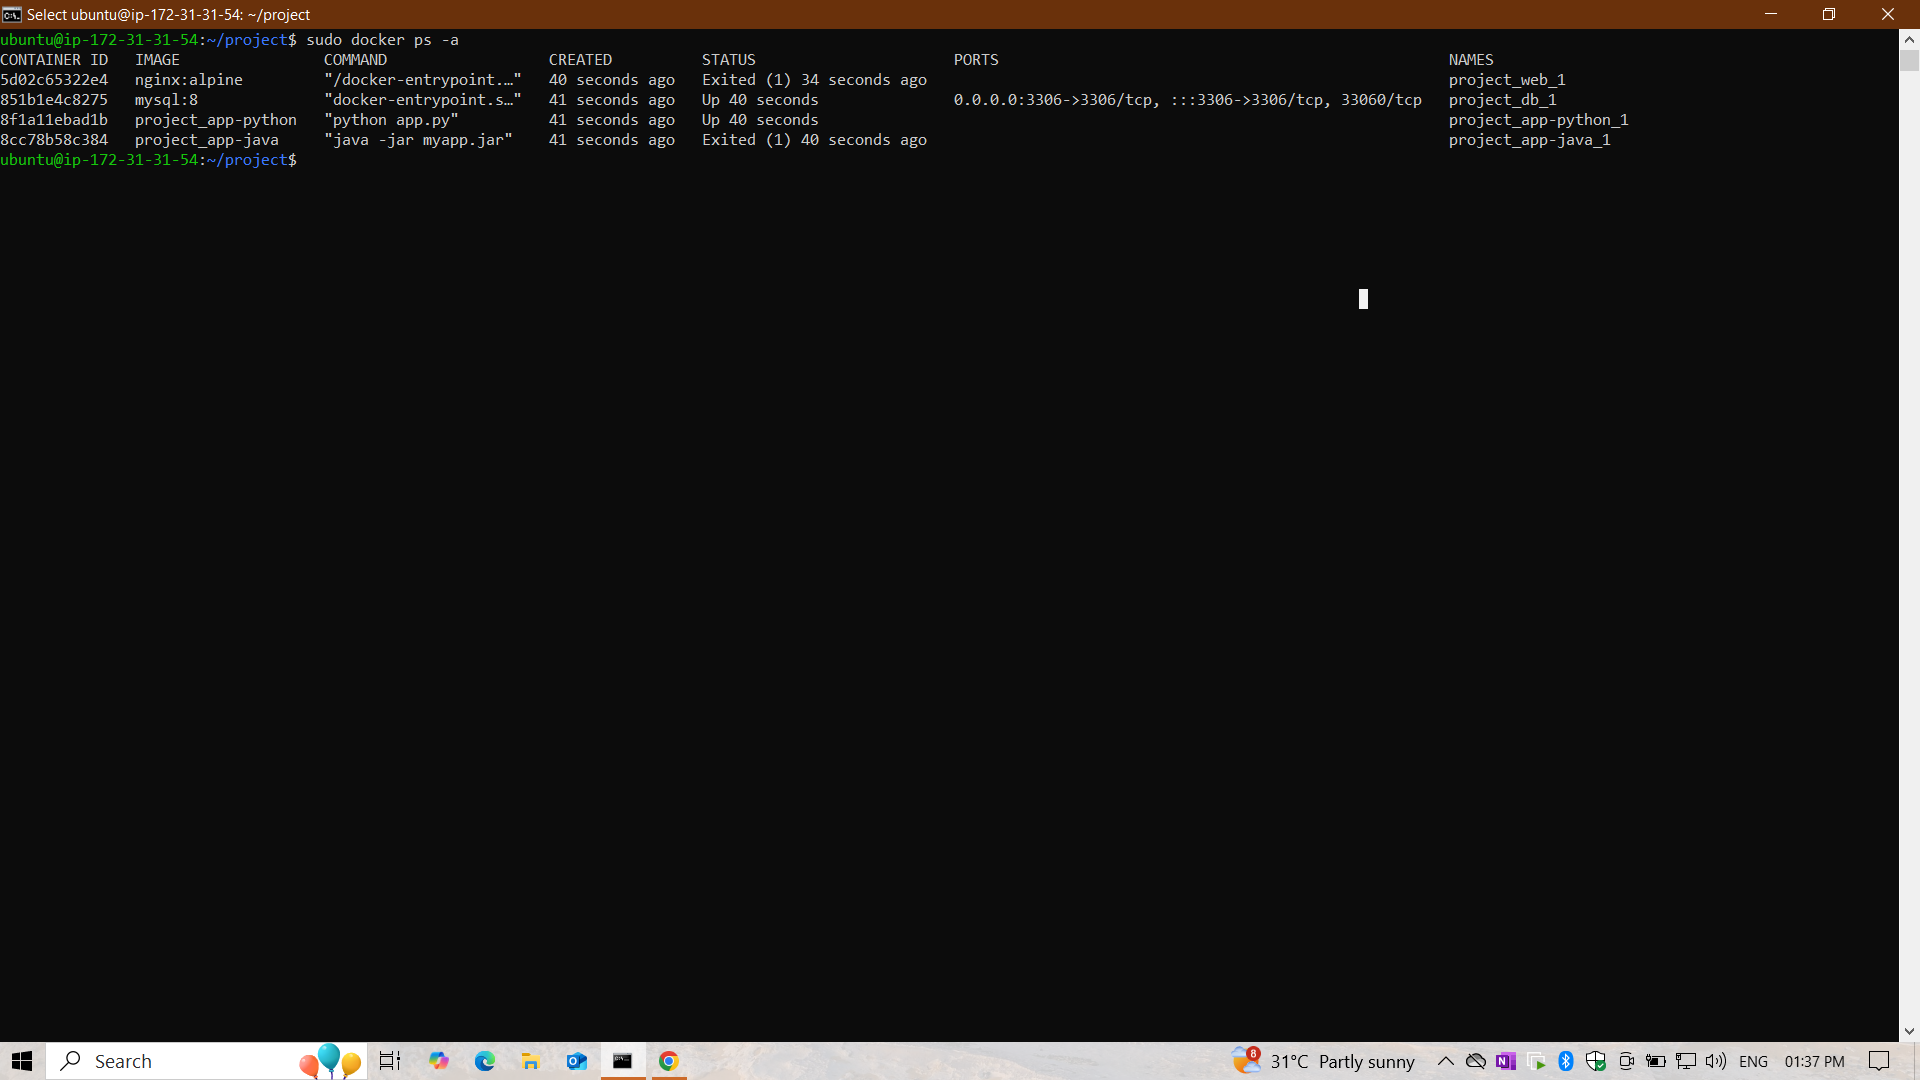 Select ubuntu@ip-172-31-31-54: ~/project
ubuntu@ip-172-31-31-54:~/project$ sudo docker ps -a
CONTAINER ID   IMAGE                COMMAND                  CREATED          STATUS                      PORTS                                                  NAMES
5d02c65322e4   nginx:alpine         "/docker-entrypoint.…"   40 seconds ago   Exited (1) 34 seconds ago                                                          project_web_1
851b1e4c8275   mysql:8              "docker-entrypoint.s…"   41 seconds ago   Up 40 seconds               0.0.0.0:3306->3306/tcp, :::3306->3306/tcp, 33060/tcp   project_db_1
8f1a11ebad1b   project_app-python   "python app.py"          41 seconds ago   Up 40 seconds                                                                      project_app-python_1
8cc78b58c384   project_app-java     "java -jar myapp.jar"    41 seconds ago   Exited (1) 40 seconds ago                                                          project_app-java_1
ubuntu@ip-172-31-31-54:~/project$
Search 8 31°C Partly sunny ENG 01:37 PM